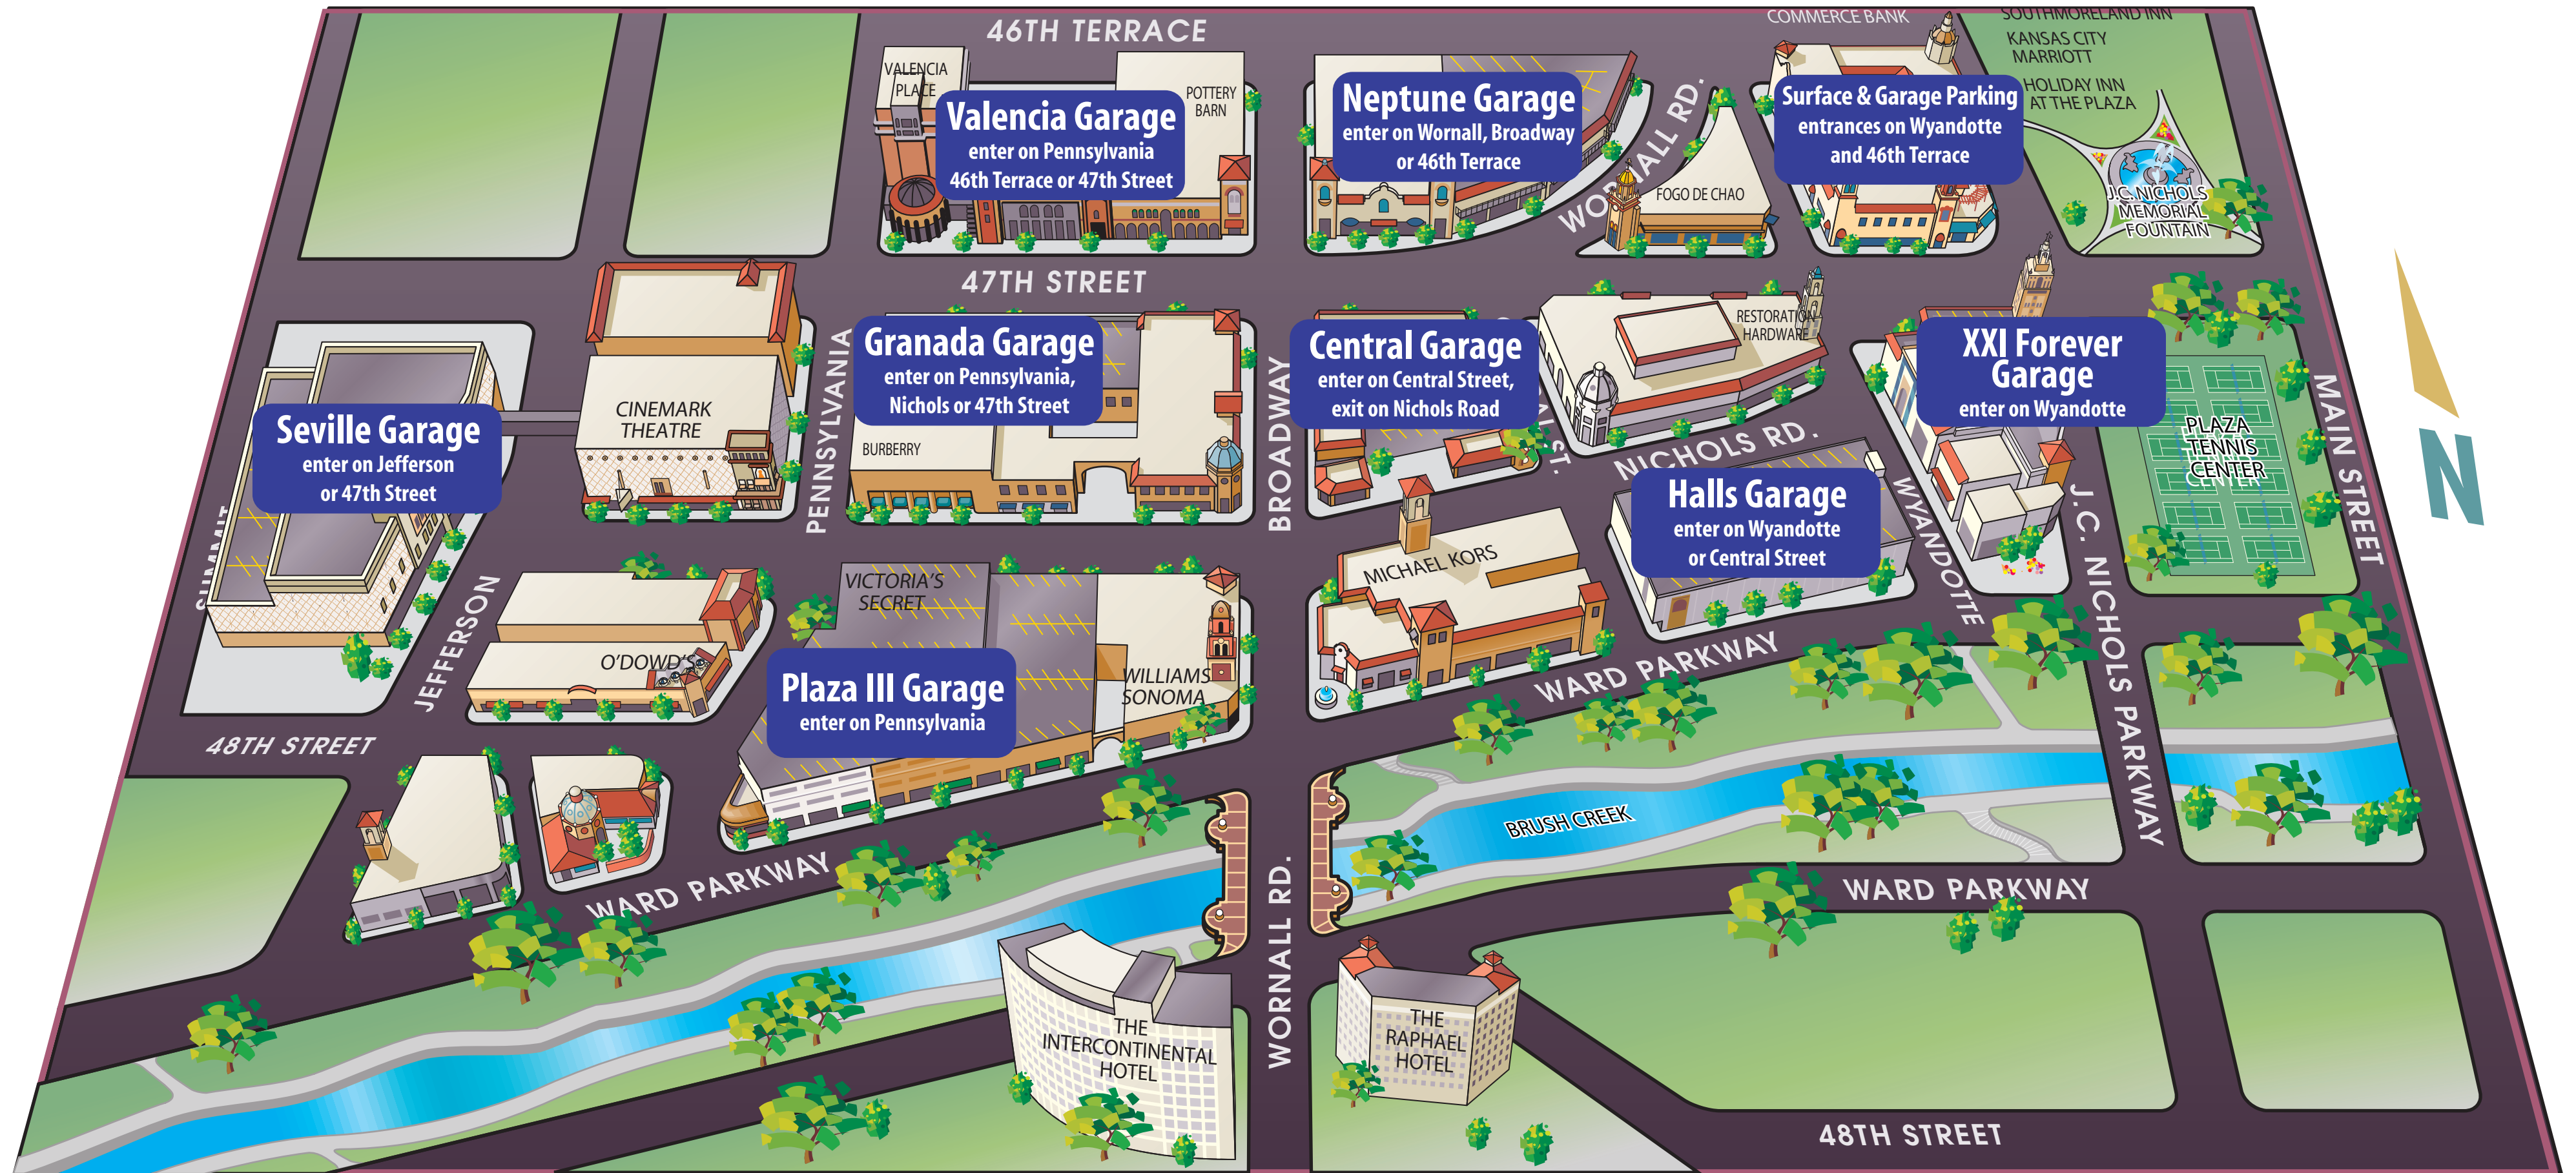 46TH TERRACE
COMMERCE BANK
SOUTHMORELAND INN
KANSAS CITY
MARRIOTT
HOLIDAY INN
AT THE PLAZA
VALENCIA
PLACE
POTTERY
BARN
Valencia Garage
enter on Pennsylvania
46th Terrace or 47th Street
Neptune Garage
enter on Wornall, Broadway
or 46th Terrace
WORNALL RD.
FOGO DE CHAO
Surface & Garage Parking
entrances on Wyandotte
and 46th Terrace
J.C. NICHOLS
MEMORIAL
FOUNTAIN
47TH STREET
Seville Garage
enter on Jefferson
or 47th Street
CINEMARK
THEATRE
PENNSYLVANIA
Granada Garage
enter on Pennsylvania,
Nichols or 47th Street
BURBERRY
BROADWAY
Central Garage
enter on Central Street,
exit on Nichols Road
ST.
RESTORATION
HARDWARE
NICHOLS RD.
XXI Forever
Garage
enter on Wyandotte
PLAZA
TENNIS
CENTER
CENTER
MAIN STREET
N
SUMMIT
JEFFERSON
O'DOWD'S
VICTORIA'S
SECRET
WILLIAMS
SONOMA
Plaza III Garage
enter on Pennsylvania
MICHAEL KORS
Halls Garage
enter on Wyandotte
or Central Street
WYANDOTTE
J.C. NICHOLS PARKWAY
WARD PARKWAY
48TH STREET
BRUSH CREEK
WARD PARKWAY
WARD PARKWAY
WORNALL RD.
THE
INTERCONTINENTAL
HOTEL
THE
RAPHAEL
HOTEL
48TH STREET